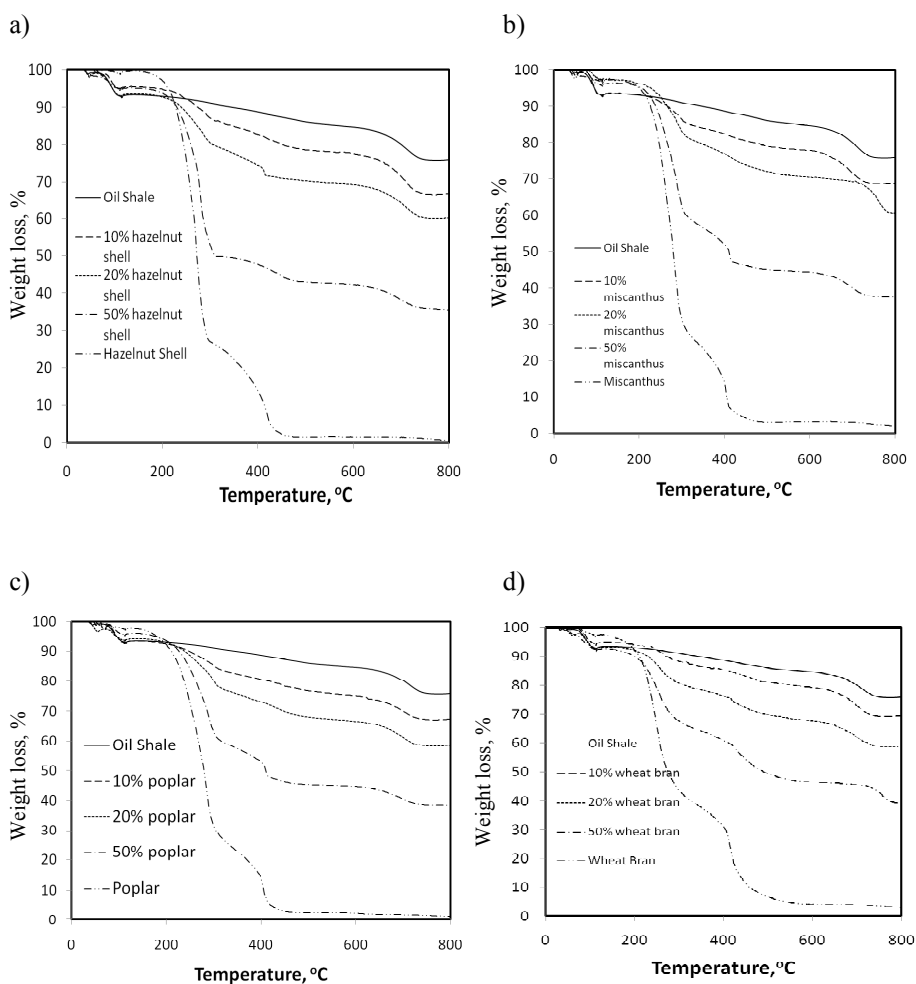 a)
100
90
80
70
60
50
40
30
20
10
0
Weight loss, %
Oil Shale
10% hazelnut
shell
20% hazelnut
shell
50% hazelnut
shell
Hazelnut Shell
0 200 400 600 800
Temperature, °C
b)
100
90
80
70
60
50
40
30
20
10
0
Weight loss, %
Oil Shale
10%
miscanthus
20%
miscanthus
50%
miscanthus
Miscanthus
0 200 400 600 800
Temperature, °C
c)
100
90
80
70
60
50
40
30
20
10
0
Weight loss, %
Oil Shale
10% poplar
20% poplar
50% poplar
Poplar
0 200 400 600 800
Temperature, °C
d)
100
90
80
70
60
50
40
30
20
10
0
Weight loss, %
Oil Shale
10% wheat bran
20% wheat bran
50% wheat bran
Wheat Bran
0 200 400 600 800
Temperature,°C